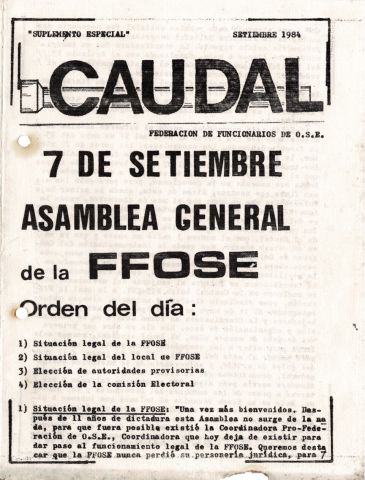 "SUPLEMENTO ESPECIAL" SETIEMBRE 1984
CAUDAL
FEDERACION DE FUNCIONARIOS DE O.S.E.
7 DE SETIEMBRE
ASAMBLEA GENERAL
de la FFOSE
Orden del día :
1) Situación legal de la FFOSE
2) Situación legal del local de FFOSE
3) Elección de autoridades provisorias
4) Elección de la comisión Electoral
1) Situación legal de la FFOSE: "Una vez más bienvenidos. Des-
pués de 11 años de dictadura esta Asamblea no surge de la na
da, para que fuera posible existió la Coordinadora Pro-Fede-
ración de O.S.E., Coordinadora que hoy deja de existir para
dar paso al funcionamiento legal de la FFOSE. Queremos desta
car que la FFOSE nunca perdió su personería jurídica, para 7